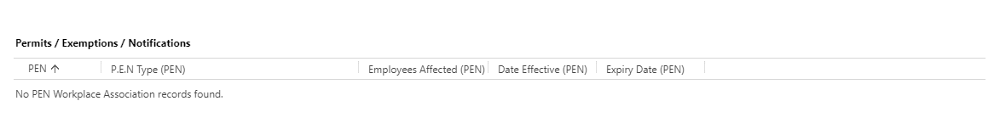 Permits / Exemptions / Notifications
PEN ↑ P.E.N Type (PEN) Employees Affected (PEN) Date Effective (PEN) Expiry Date (PEN)
No PEN Workplace Association records found.